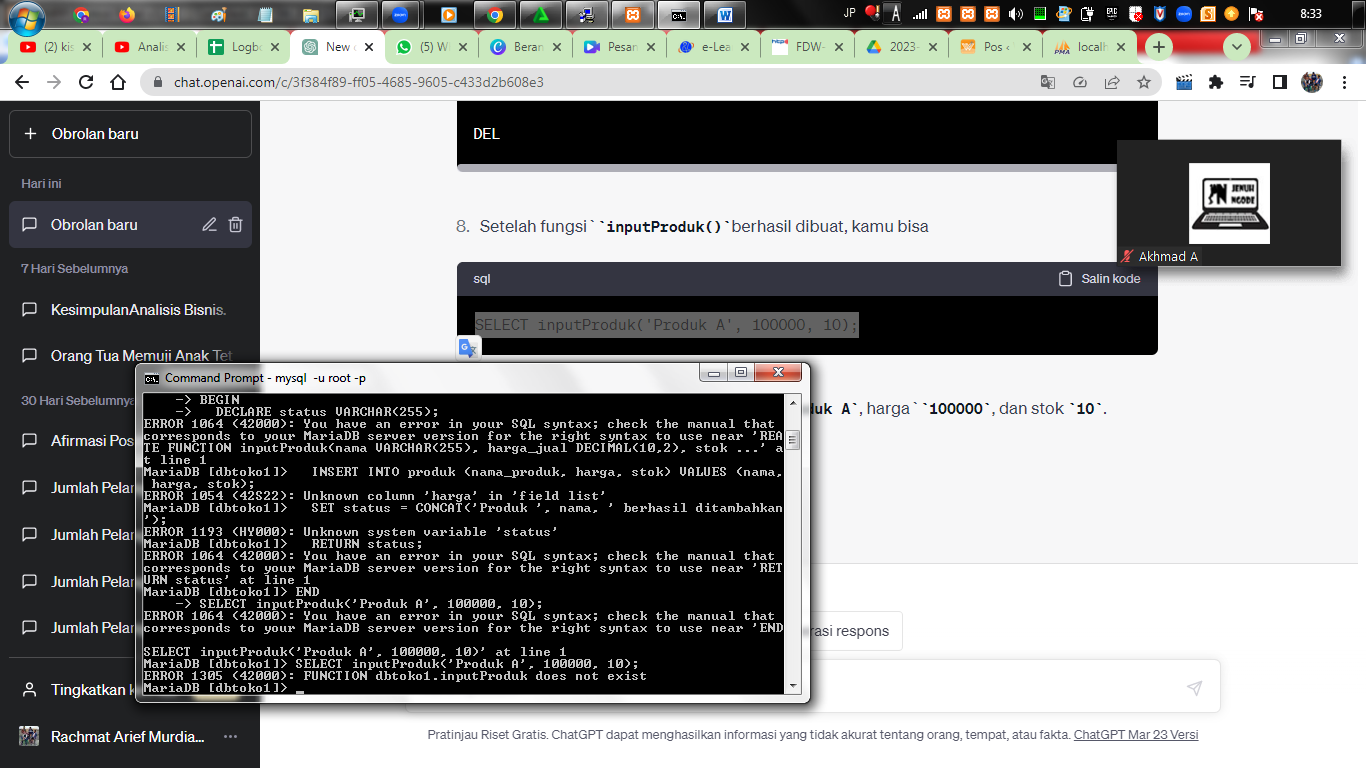 JP
A
8:33
(2) kis
Analis
Logbo
New c
(5) Wh
Beran
Pesan
e-Lea
FDW-
2023-
Pos ‹
localh
chat.openai.com/c/3f384f89-ff05-4685-9605-c433d2b608e3
+ Obrolan baru
Hari ini
Obrolan baru
7 Hari Sebelumnya
KesimpulanAnalisis Bisnis.
Orang Tua Memuji Anak Tet
30 Hari Sebelumnya
Afirmasi Pos
Jumlah Pelar
Jumlah Pelar
Jumlah Pelar
Jumlah Pelar
Tingkatkan k
Rachmat Arief Murdia...
DEL
8. Setelah fungsi``inputProduk()`berhasil dibuat, kamu bisa
sql
Salin kode
SELECT inputProduk('Produk A', 100000, 10);
duk A`, harga``100000`, dan stok `10`.
JENUH
NGODE
Akhmad A
Command Prompt - mysql -u root -p
-> BEGIN
-> DECLARE status VARCHAR(255);
ERROR 1064 (42000): You have an error in your SQL syntax; check the manual that
corresponds to your MariaDB server version for the right syntax to use near 'REA
TE FUNCTION inputProduk(nama VARCHAR(255), harga_jual DECIMAL(10,2), stok ...' a
t line 1
MariaDB [dbtoko1]> INSERT INTO produk (nama_produk, harga, stok) VALUES (nama,
harga, stok);
ERROR 1054 (42S22): Unknown column 'harga' in 'field list'
MariaDB [dbtoko1]> SET status = CONCAT('Produk ', nama, ' berhasil ditambahkan
');
ERROR 1193 (HY000): Unknown system variable 'status'
MariaDB [dbtoko1]> RETURN status;
ERROR 1064 (42000): You have an error in your SQL syntax; check the manual that
corresponds to your MariaDB server version for the right syntax to use near 'RET
URN status' at line 1
MariaDB [dbtoko1]> END
-> SELECT inputProduk('Produk A', 100000, 10);
ERROR 1064 (42000): You have an error in your SQL syntax; check the manual that
corresponds to your MariaDB server version for the right syntax to use near 'END
SELECT inputProduk('Produk A', 100000, 10)' at line 1
MariaDB [dbtoko1]> SELECT inputProduk('Produk A', 100000, 10);
ERROR 1305 (42000): FUNCTION dbtoko1.inputProduk does not exist
MariaDB [dbtoko1]> _
rasi respons
Pratinjau Riset Gratis. ChatGPT dapat menghasilkan informasi yang tidak akurat tentang orang, tempat, atau fakta. ChatGPT Mar 23 Versi